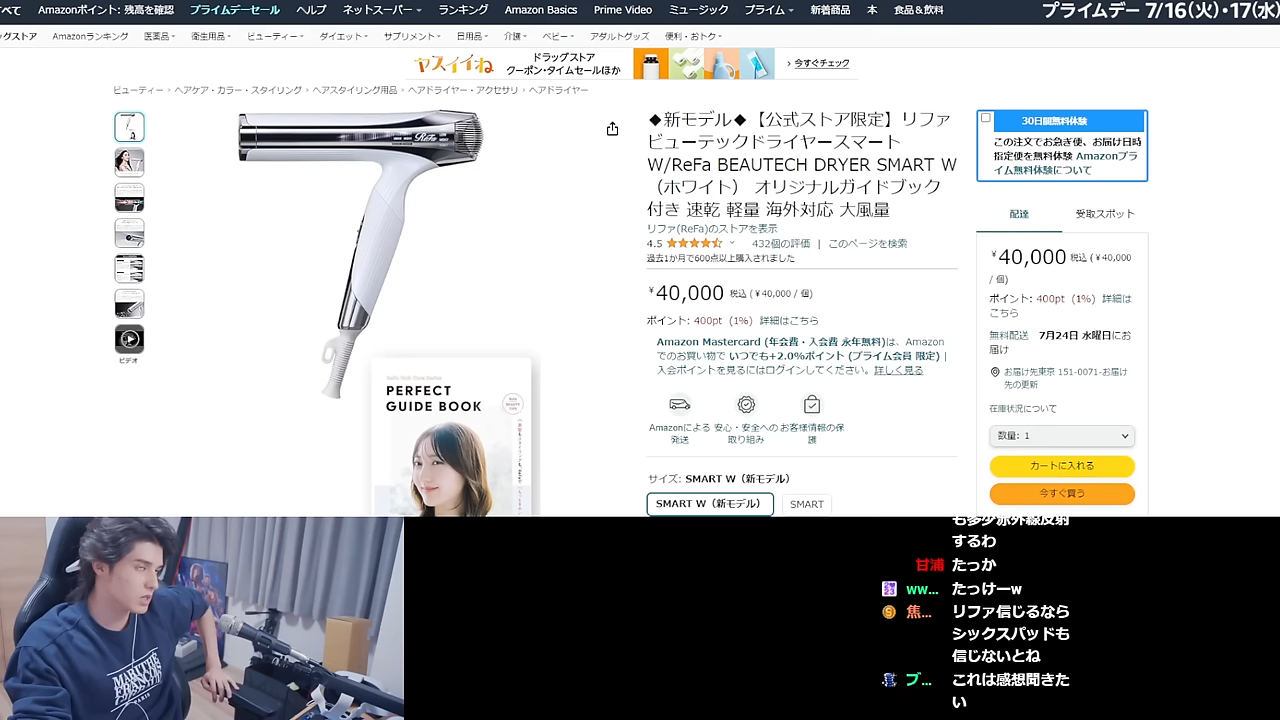 べて Amazonポイント: 残高を確認 プライムデーセール ヘルプ ネットスーパー ランキング Amazon Basics Prime Video ミュージック プライム 新着商品 本 食品&飲料 プライムデー 7/16(火)・17(水)
グストア Amazonランキング 医薬品 衛生用品 ビューティー ダイエット サプリメント 日用品 介護 ベビー アダルトグッズ 便利・おトク
ヤスイイね
ドラッグストア
クーポン・タイムセールほか
› 今すぐチェック
ビューティー › ヘアケア・カラー・スタイリング › ヘアスタイリング用品 › ヘアドライヤー・アクセサリ › ヘアドライヤー
ReFa
ビデオ
PERFECT
GUIDE BOOK
◆新モデル◆【公式ストア限定】リファ
ビューテックドライヤースマート
W/ReFa BEAUTECH DRYER SMART W
(ホワイト) オリジナルガイドブック
付き 速乾 軽量 海外対応 大風量
リファ(ReFa)のストアを表示
4.5 432個の評価 | このページを検索
過去1か月で600点以上購入されました
¥40,000 税込 (¥40,000 / 個)
ポイント: 400pt (1%) 詳細はこちら
Amazon Mastercard (年会費・入会費 永年無料)は、Amazon
でのお買い物で いつでも+2.0%ポイント (プライム会員 限定) |
入会ポイントを見るにはログインしてください。詳しく見る
Amazonによる
発送
安心・安全への
取り組み
お客様情報の保
護
サイズ: SMART W(新モデル)
SMART W(新モデル) SMART
30日間無料体験
この注文でお急ぎ便、お届け日時
指定便を無料体験 Amazonプラ
イム無料体験について
配達 受取スポット
¥40,000 税込 (¥40,000
/ 個)
ポイント: 400pt (1%) 詳細は
こちら
無料配送 7月24日 水曜日にお
届け
お届け先東京 151-0071-お届け
先の更新
在庫状況について
数量: 1
カートに入れる
今すぐ買う
MARITHÉ
FRANÇOIS
も多少赤外線反射
するわ
甘浦 たっか
ww... たっけーw
焦... リファ信じるなら
シックスパッドも
信じないとね
ブ... これは感想聞きた
い